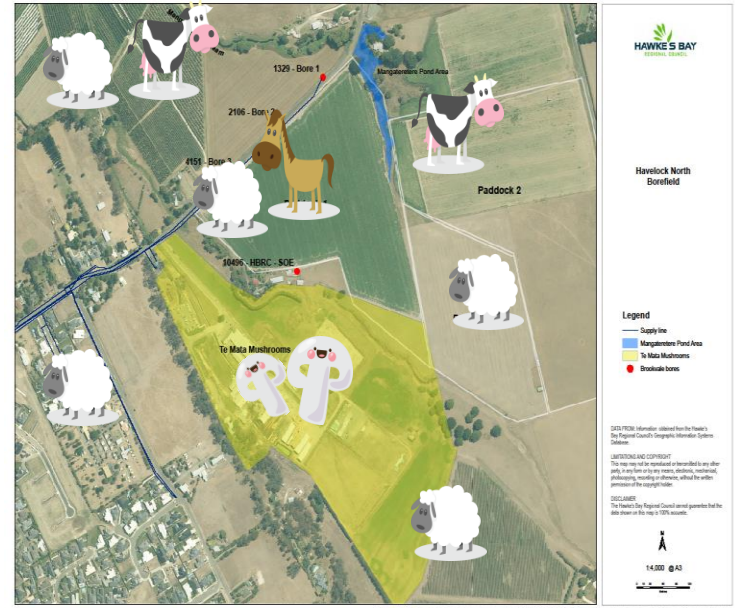 1329 - Bore 1
Mangateretere Pond Area
2106 - Bore 2
4151 - Bore 3
Paddock 2
10496 - HBRC - SOE
Te Mata Mushrooms
HAWKE'S BAY
REGIONAL COUNCIL
Havelock North
Borefield
Legend
Supply line
Mangateretere Pond Area
Te Mata Mushrooms
Brookvale bores
DATA FROM: Information obtained from the Hawke's
Bay Regional Council's Geographic Information Systems
Database.
LIMITATIONS AND COPYRIGHT
This map may not be reproduced or transmitted to any other
party, in any form or by any means, electronic, mechanical,
photocopying, recording or otherwise, without the written
permission of the copyright holder.
DISCLAIMER
The Hawke's Bay Regional Council cannot guarantee that the
data shown on this map is 100% accurate.
N
1:4,000 @ A3